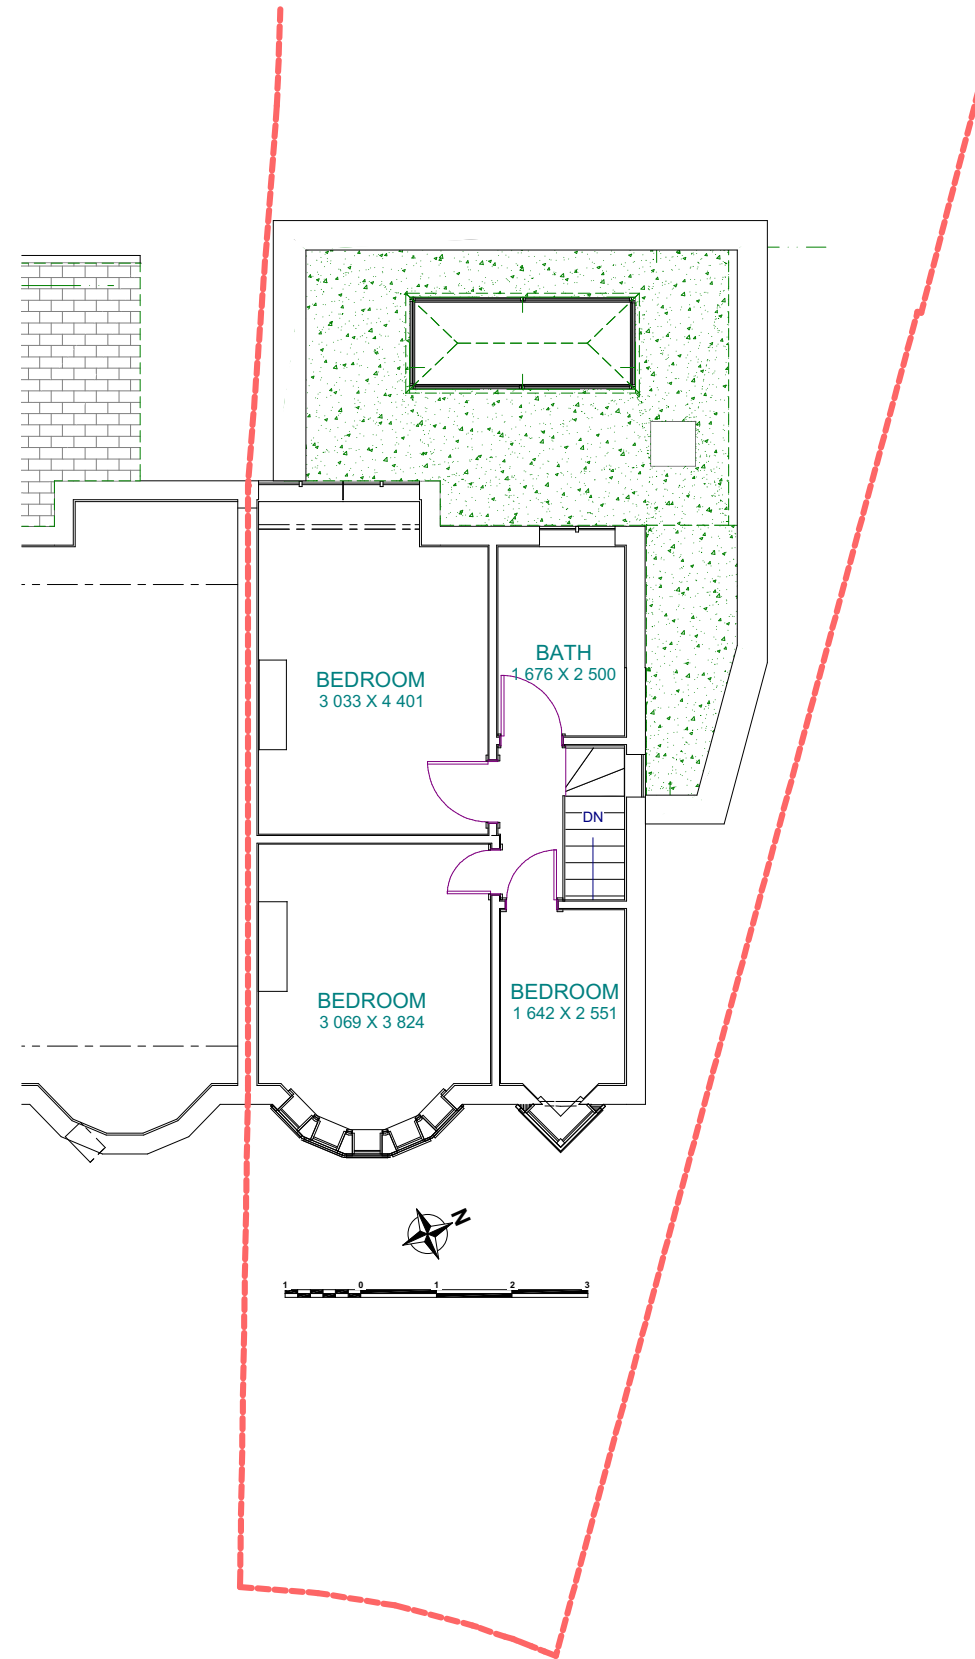 BATH
1 676 X 2 500
BEDROOM
3 033 X 4 401
DN
BEDROOM
1 642 X 2 551
BEDROOM
3 069 X 3 824
N
1 0 1 2 3